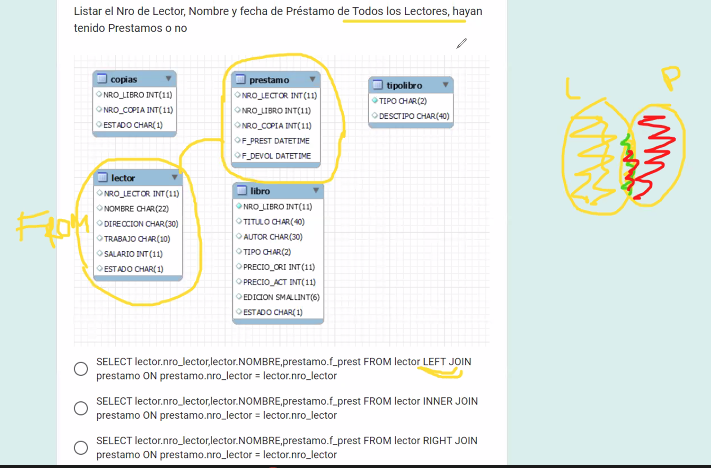 Listar el Nro de Lector, Nombre y fecha de Préstamo de Todos los Lectores, hayan
tenido Prestamos o no
copias
NRO_LIBRO INT(11)
NRO_COPIA INT(11)
ESTADO CHAR(1)
prestamo
NRO_LECTOR INT(11)
NRO_LIBRO INT(11)
NRO_COPIA INT(11)
F_PREST DATETIME
F_DEVOL DATETIME
tipolibro
TIPO CHAR(2)
DESCTIPO CHAR(40)
L
P
FROM
lector
NRO_LECTOR INT(11)
NOMBRE CHAR(22)
DIRECCION CHAR(30)
TRABAJO CHAR(10)
SALARIO INT(11)
ESTADO CHAR(1)
libro
NRO_LIBRO INT(11)
TITULO CHAR(40)
AUTOR CHAR(30)
TIPO CHAR(2)
PRECIO_ORI INT(11)
PRECIO_ACT INT(11)
EDICION SMALLINT(6)
ESTADO CHAR(1)
SELECT lector.nro_lector,lector.NOMBRE,prestamo.f_prest FROM lector LEFT JOIN
prestamo ON prestamo.nro_lector = lector.nro_lector
SELECT lector.nro_lector,lector.NOMBRE,prestamo.f_prest FROM lector INNER JOIN
prestamo ON prestamo.nro_lector = lector.nro_lector
SELECT lector.nro_lector,lector.NOMBRE,prestamo.f_prest FROM lector RIGHT JOIN
prestamo ON prestamo.nro_lector = lector.nro_lector